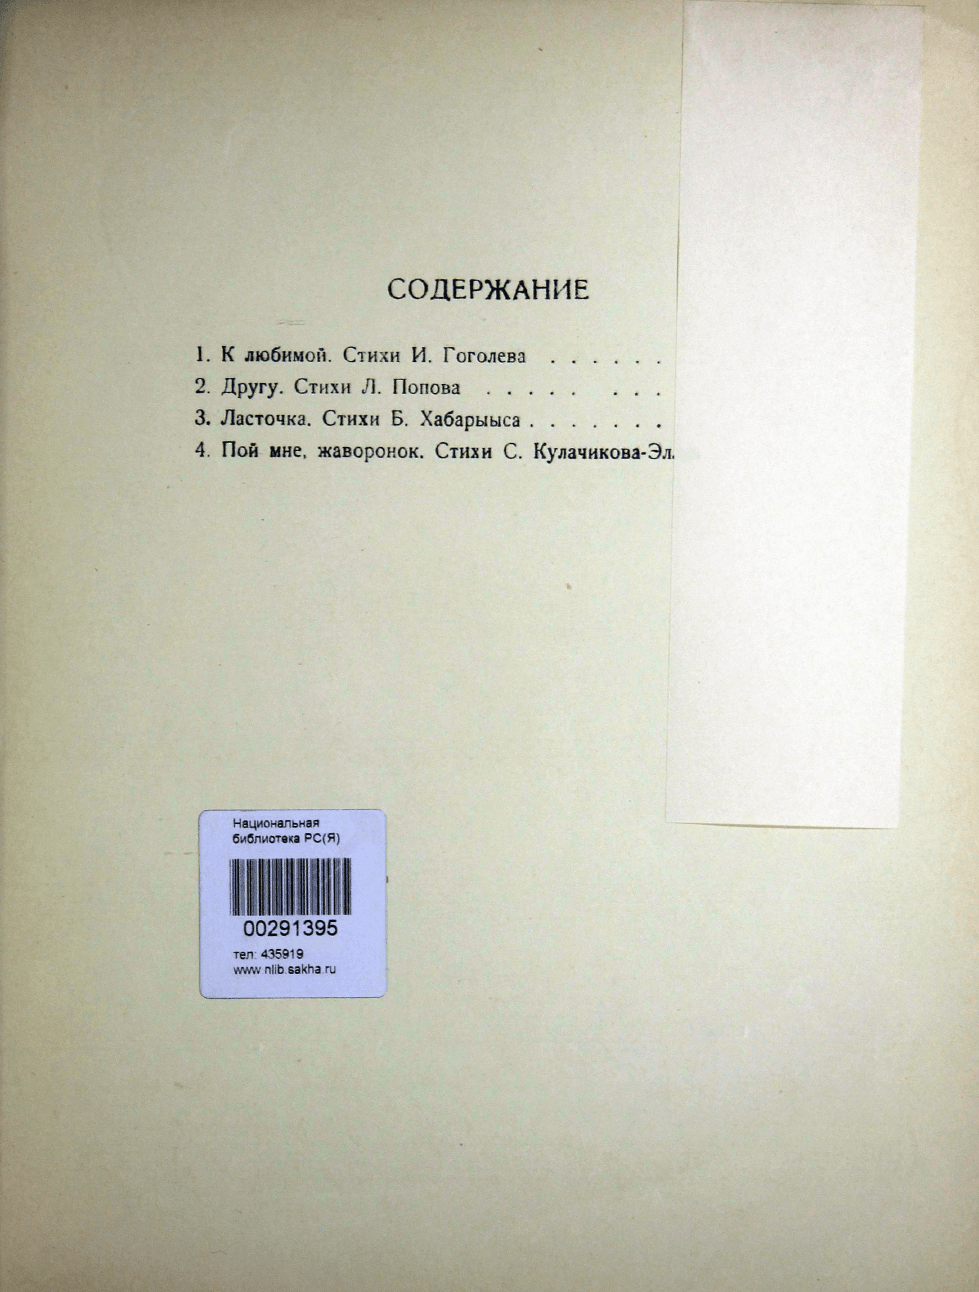 СОДЕРЖАНИЕ
1. К любимой. Стихи И. Гоголева . . . . . .
2. Другу. Стихи Л. Попова . . . . . . . .
3. Ласточка. Стихи Б. Хабарыыса . . . . . . .
4. Пой мне, жаворонок. Стихи С. Кулачикова-Эл
Национальная
библиотека РС(Я)
00291395
тел: 435919
www.nlib.sakha.ru